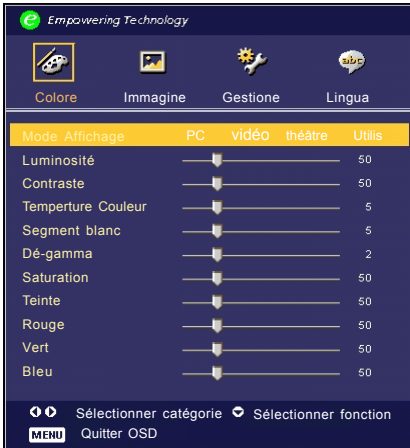 e Empowering Technology
abc
Colore Immagine Gestione Lingua
Mode Affichage PC vidéo théâtre Utilis
Luminosité 50
Contraste 50
Temperture Couleur 5
Segment blanc 5
Dé-gamma 2
Saturation 50
Teinte 50
Rouge 50
Vert 50
Bleu 50
Sélectionner catégorie Sélectionner fonction
MENU Quitter OSD